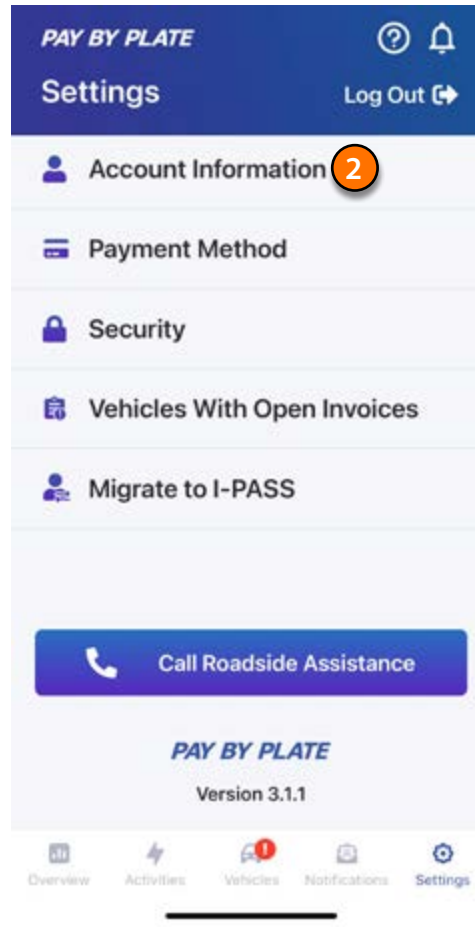 PAY BY PLATE
Settings
Log Out
Account Information
2
Payment Method
Security
Vehicles With Open Invoices
Migrate to I-PASS
Call Roadside Assistance
PAY BY PLATE
Version 3.1.1
Overview Activities Vehicles Notifications Settings